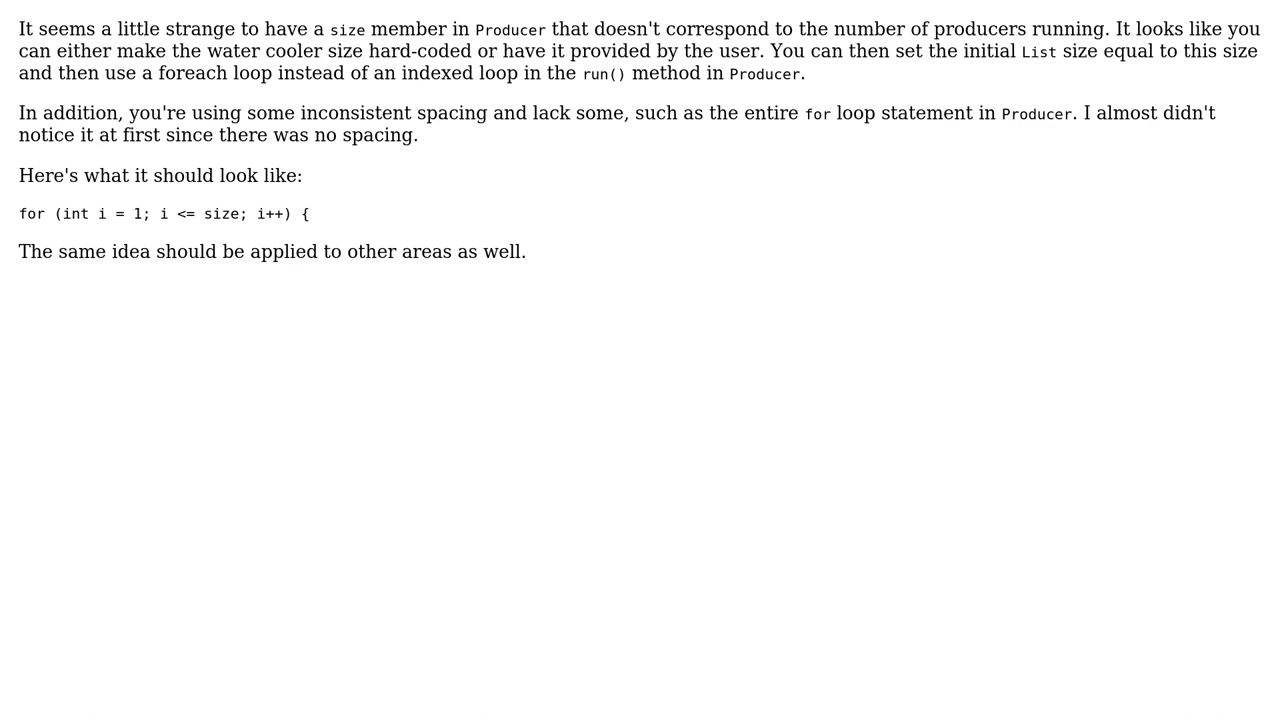 It seems a little strange to have a size member in Producer that doesn't correspond to the number of producers running. It looks like you
can either make the water cooler size hard-coded or have it provided by the user. You can then set the initial List size equal to this size
and then use a foreach loop instead of an indexed loop in the run() method in Producer.
In addition, you're using some inconsistent spacing and lack some, such as the entire for loop statement in Producer. I almost didn't
notice it at first since there was no spacing.
Here's what it should look like:
for (int i = 1; i <= size; i++) {
The same idea should be applied to other areas as well.